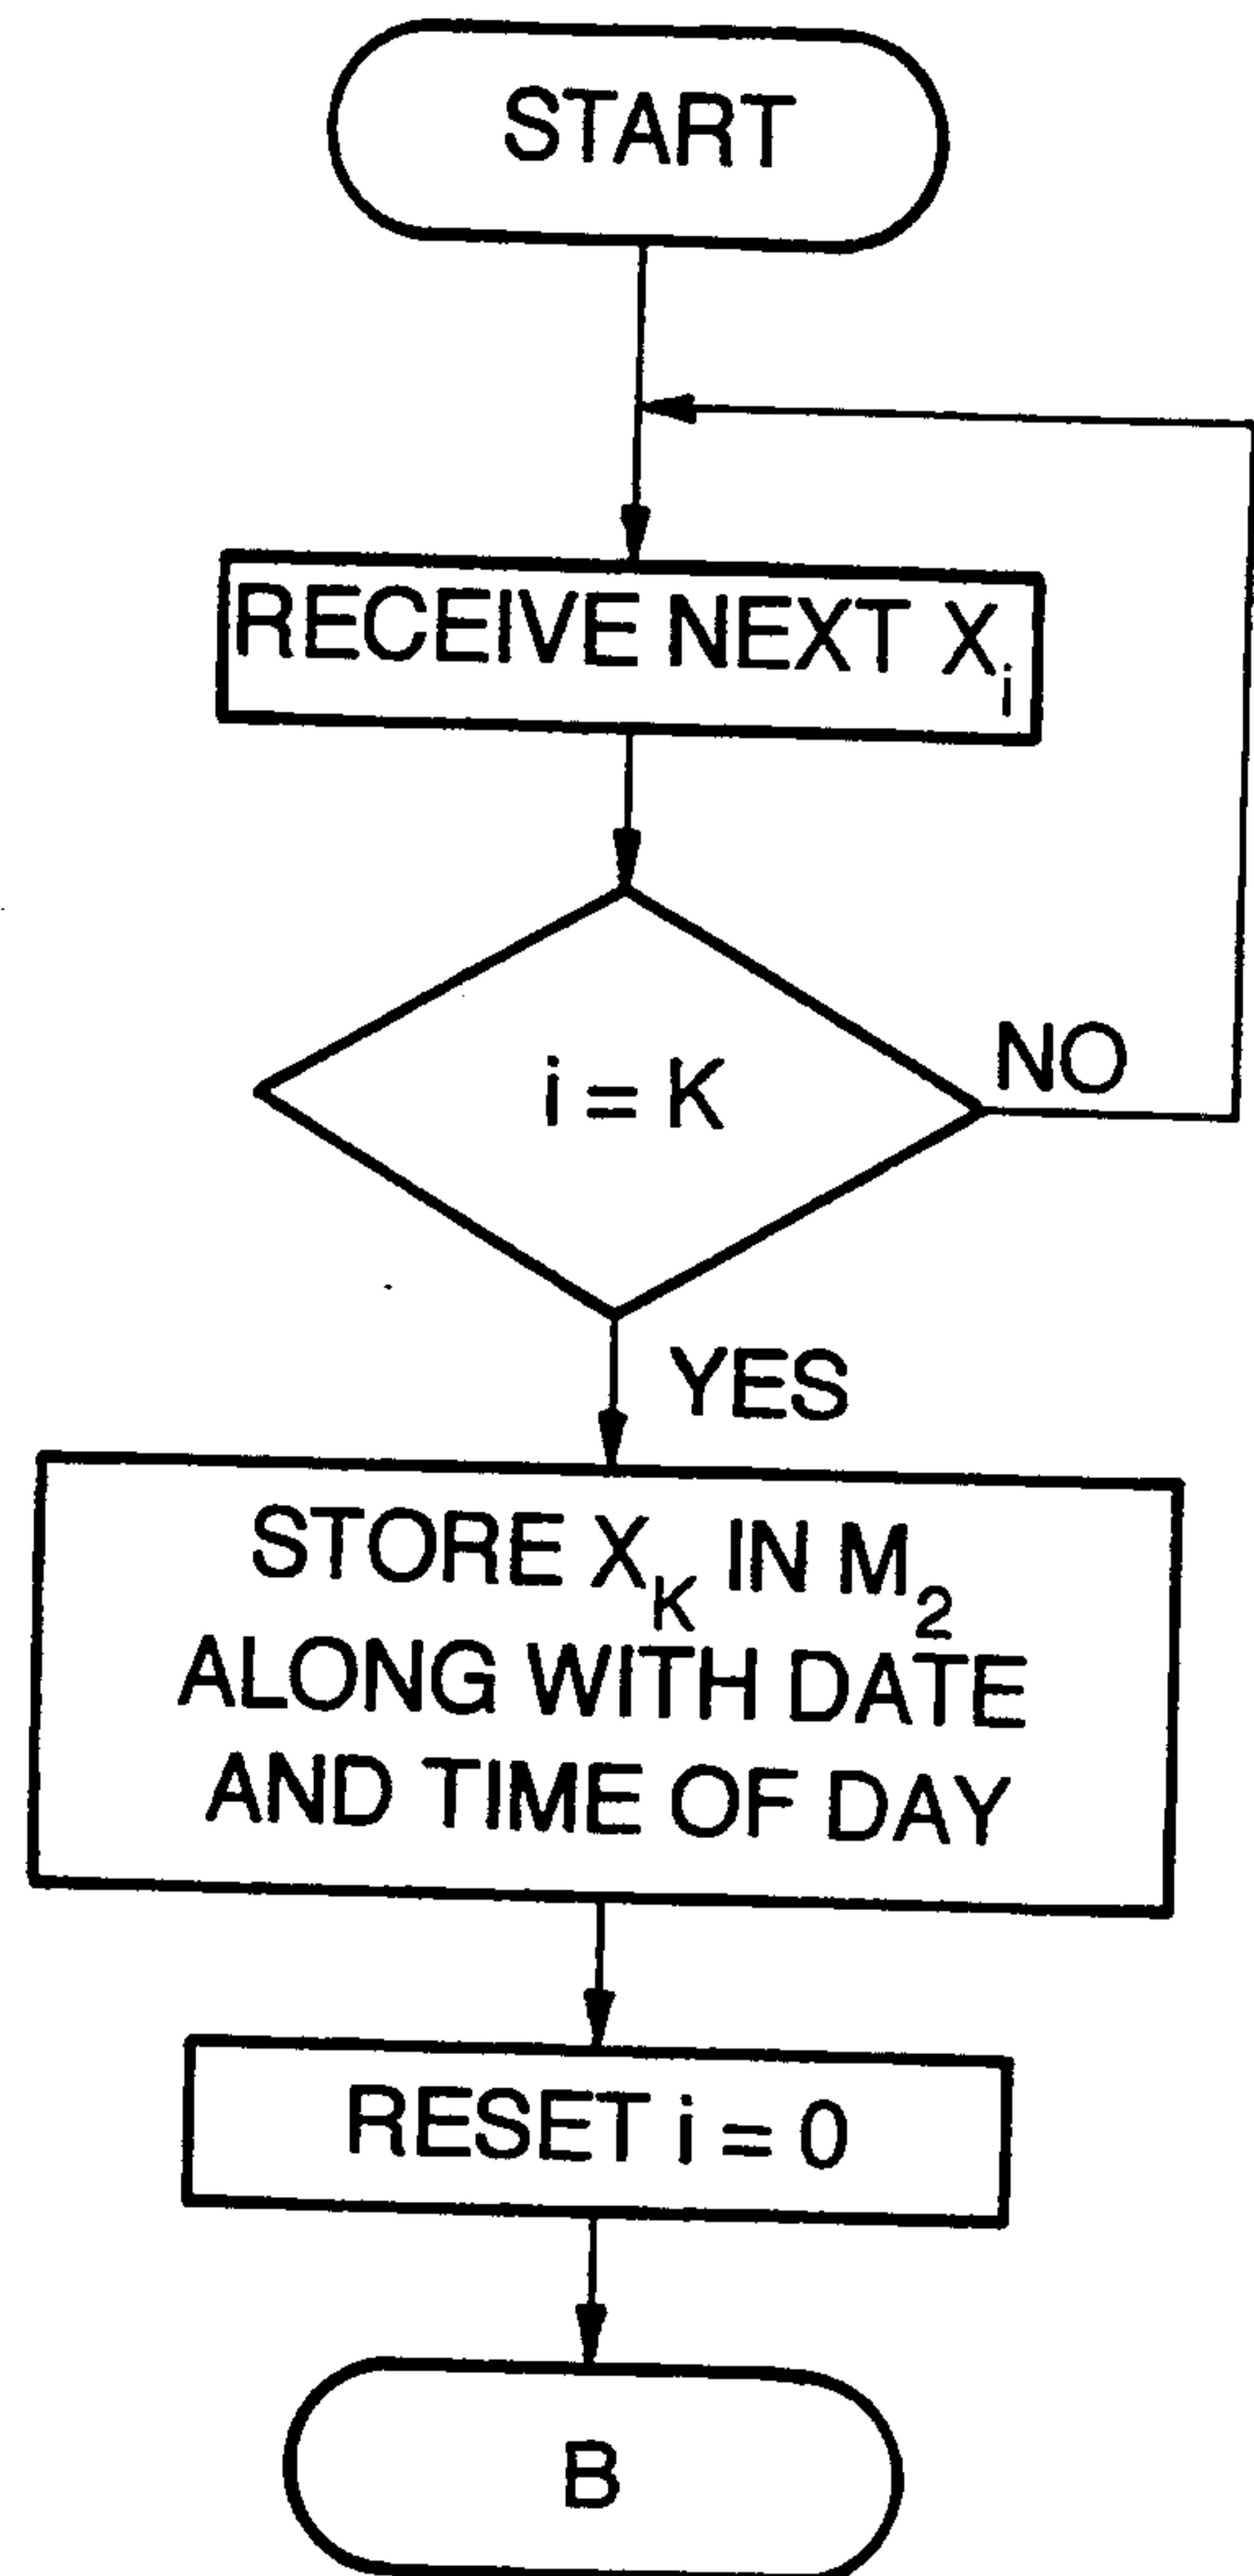 START
RECEIVE NEXT X_i
i = K
NO
YES
STORE X_K IN M_2
ALONG WITH DATE
AND TIME OF DAY
RESET i = 0
B